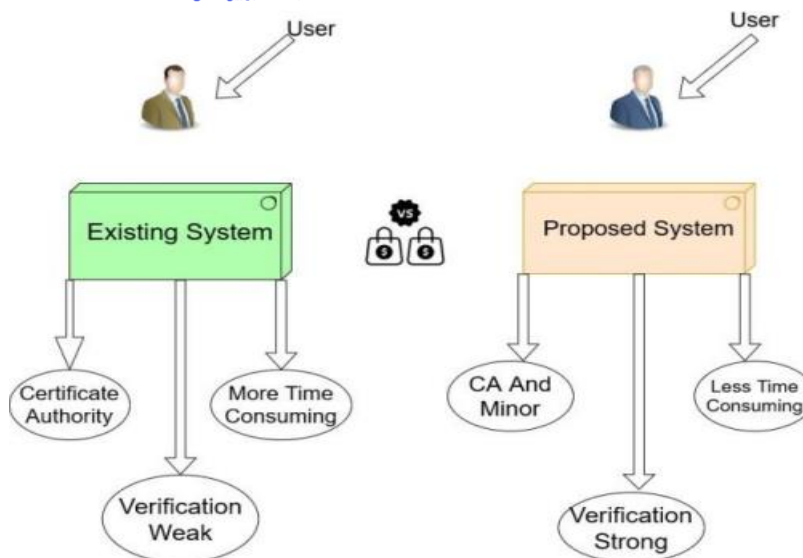 User
User
Existing System
VS
Proposed System
$
$
Certificate
Authority
More Time
Consuming
CA And
Minor
Less Time
Consuming
Verification
Weak
Verification
Strong